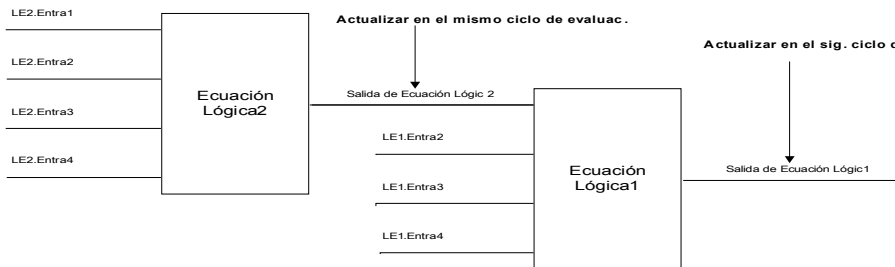 LE2.Entra1
Actualizar en el mismo ciclo de evaluac.
Actualizar en el sig. ciclo
LE2.Entra2
Ecuación
Lógica2
Salida de Ecuación Lógic 2
LE2.Entra3
LE1.Entra2
LE2.Entra4
Ecuación
Lógica1
Salida de Ecuación Lógic1
LE1.Entra3
LE1.Entra4